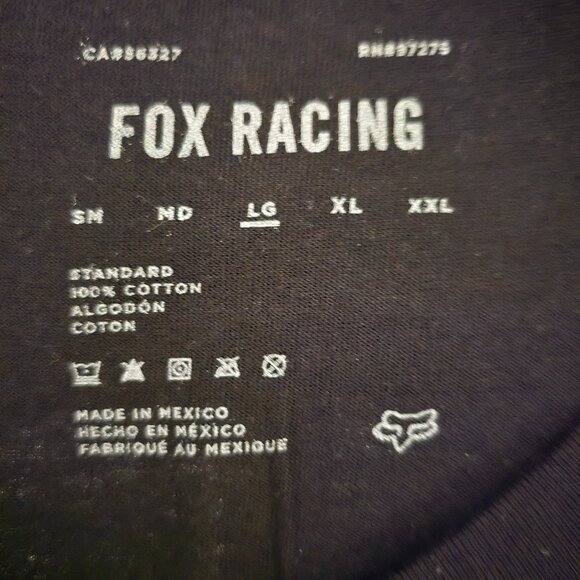 CA#36327 RN#97275
FOX RACING
SM MD LG XL XXL
STANDARD
100% COTTON
ALGODÓN
COTON
MADE IN MEXICO
HECHO EN MÉXICO
FABRIQUÉ AU MEXIQUE